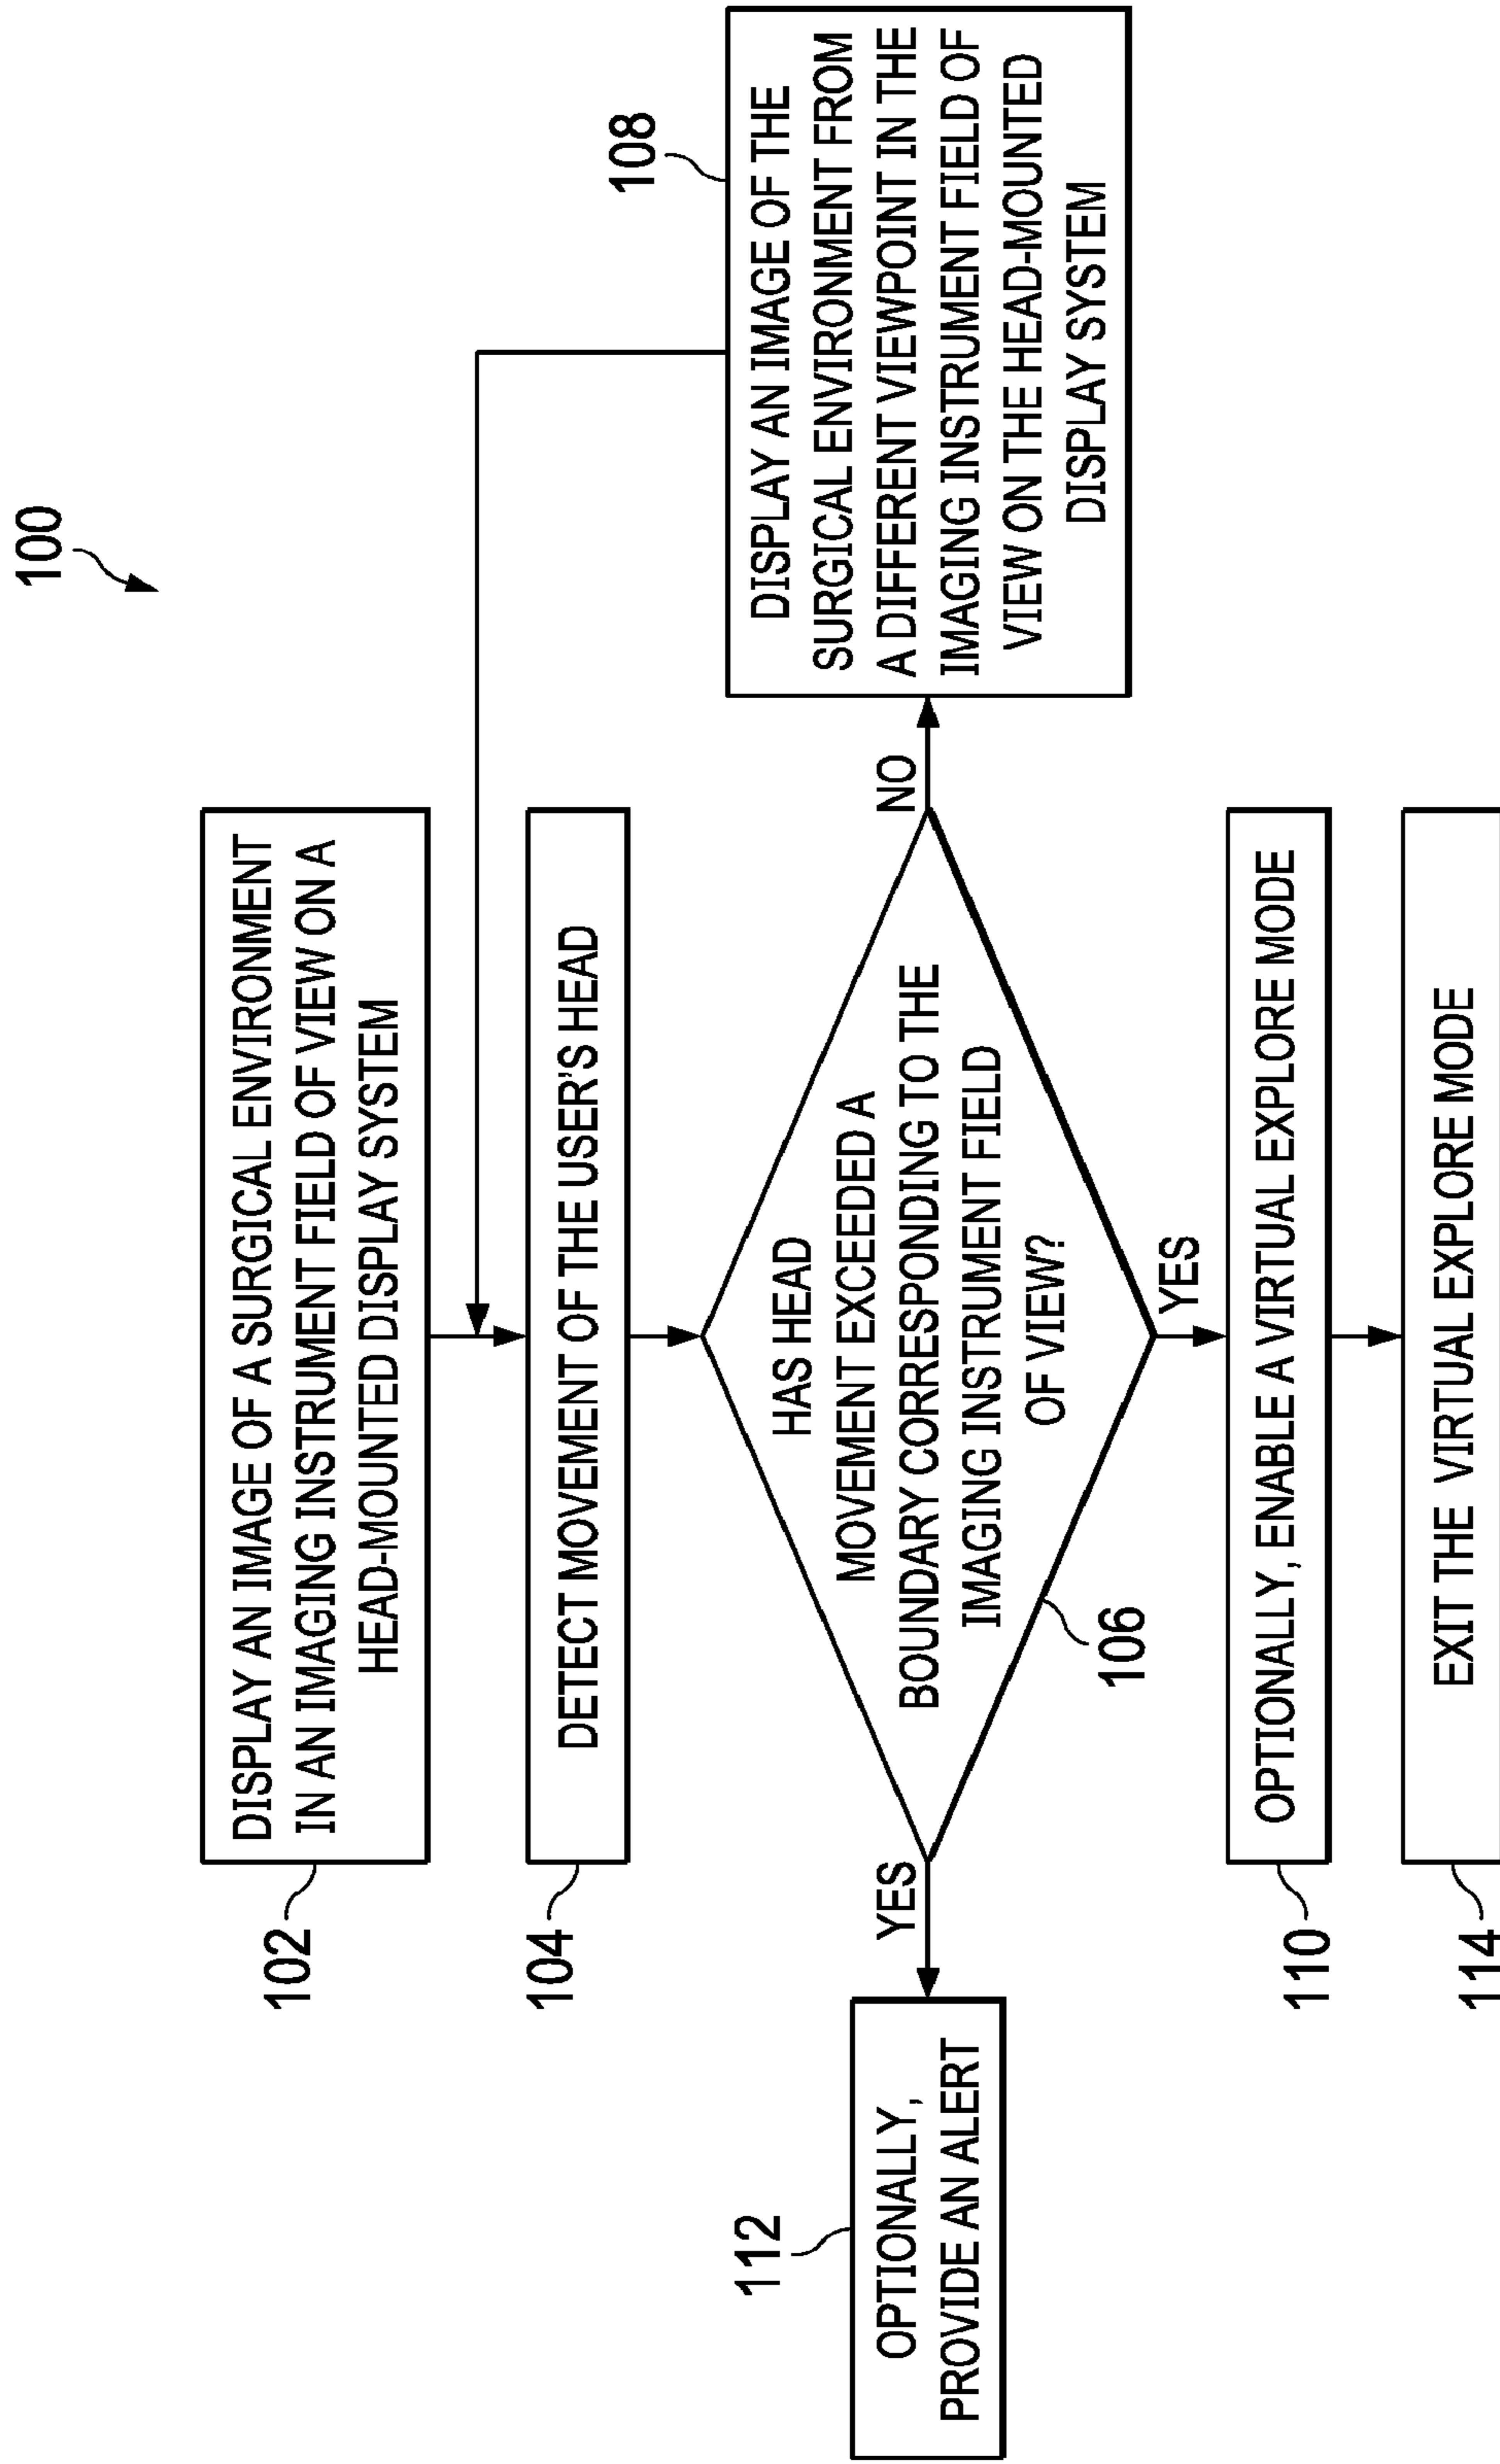 100
102
DISPLAY AN IMAGE OF A SURGICAL ENVIRONMENT
IN AN IMAGING INSTRUMENT FIELD OF VIEW ON A
HEAD-MOUNTED DISPLAY SYSTEM
104
DETECT MOVEMENT OF THE USER'S HEAD
HAS HEAD
MOVEMENT EXCEEDED A
BOUNDARY CORRESPONDING TO THE
IMAGING INSTRUMENT FIELD
OF VIEW?
106
NO
108
DISPLAY AN IMAGE OF THE
SURGICAL ENVIRONMENT FROM
A DIFFERENT VIEWPOINT IN THE
IMAGING INSTRUMENT FIELD OF
VIEW ON THE HEAD-MOUNTED
DISPLAY SYSTEM
YES
112
OPTIONALLY,
PROVIDE AN ALERT
YES
110
OPTIONALLY, ENABLE A VIRTUAL EXPLORE MODE
114
EXIT THE VIRTUAL EXPLORE MODE